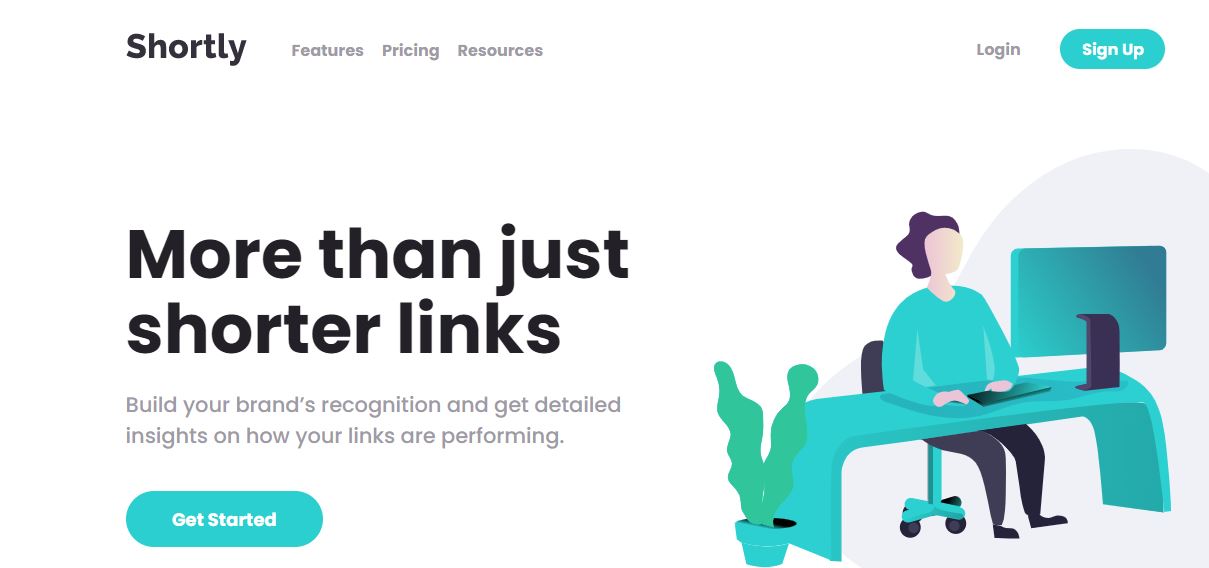 Shortly Features Pricing Resources Login Sign Up
More than just
shorter links
Build your brand’s recognition and get detailed
insights on how your links are performing.
Get Started